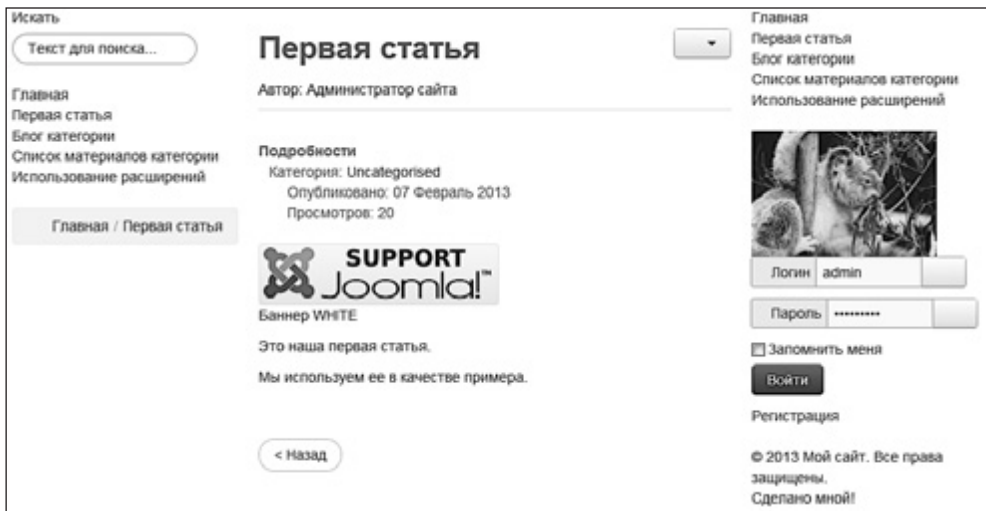 Искать
Текст для поиска...
Главная
Первая статья
Блог категории
Список материалов категории
Использование расширений
Главная / Первая статья
Первая статья
Автор: Администратор сайта
Подробности
Категория: Uncategorised
Опубликовано: 07 Февраль 2013
Просмотров: 20
SUPPORT
Joomla!™
Баннер WHITE
Это наша первая статья.
Мы используем ее в качестве примера.
< Назад
Главная
Первая статья
Блог категории
Список материалов категории
Использование расширений
Логин admin
Пароль •••••••••
Запомнить меня
Войти
Регистрация
© 2013 Мой сайт. Все права
защищены.
Сделано мной!